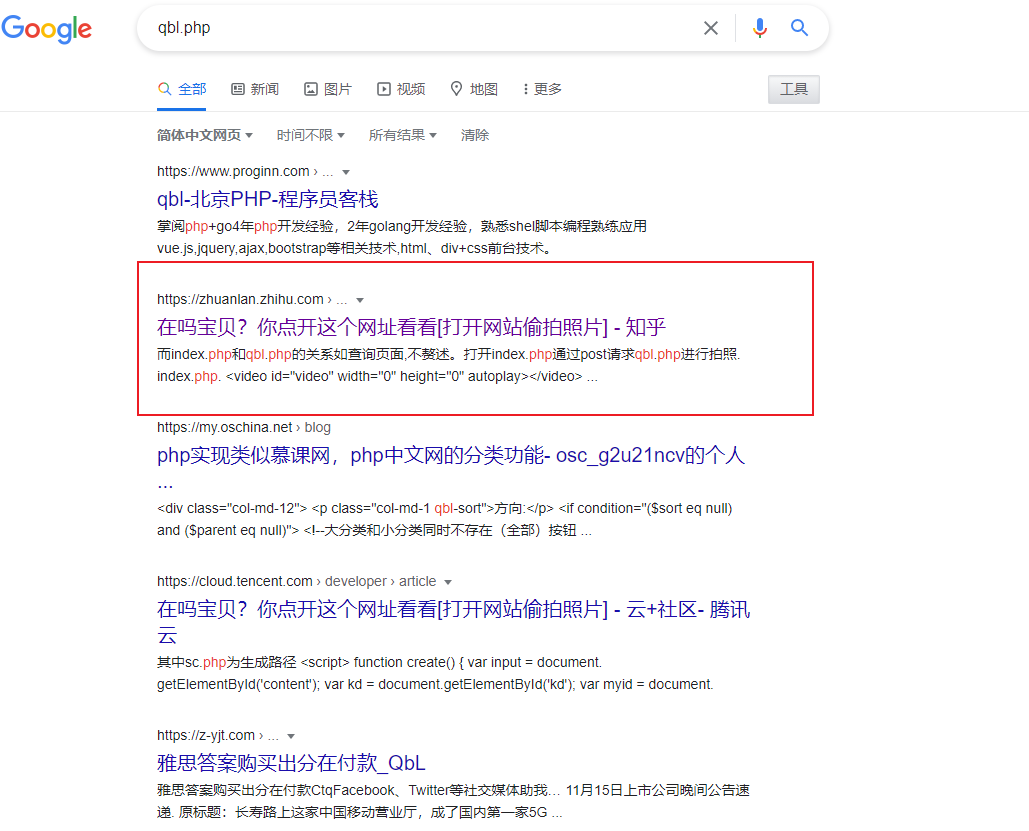 Google
qbl.php
全部 新闻 图片 视频 地图 更多 工具
简体中文网页 时间不限 所有结果 清除
https://www.proginn.com › ...
qbl-北京PHP-程序员客栈
掌阅php+go4年php开发经验，2年golang开发经验，熟悉shel脚本编程熟练应用
vue.js,jquery,ajax,bootstrap等相关技术,html、div+css前台技术。
https://zhuanlan.zhihu.com › ...
在吗宝贝？你点开这个网址看看[打开网站偷拍照片] - 知乎
而index.php和qbl.php的关系如查询页面,不赘述。打开index.php通过post请求qbl.php进行拍照.
index.php. <video id="video" width="0" height="0" autoplay></video> ...
https://my.oschina.net › blog
php实现类似慕课网，php中文网的分类功能- osc_g2u21ncv的个人
...
<div class="col-md-12"> <p class="col-md-1 qbl-sort">方向:</p> <if condition="($sort eq null)
and ($parent eq null)"> <!--大分类和小分类同时不存在（全部）按钮 ...
https://cloud.tencent.com › developer › article
在吗宝贝？你点开这个网址看看[打开网站偷拍照片] - 云+社区- 腾讯
云
其中sc.php为生成路径 <script> function create() { var input = document.
getElementById('content'); var kd = document.getElementById('kd'); var myid = document.
https://z-yjt.com › ...
雅思答案购买出分在付款_QbL
雅思答案购买出分在付款CtqFacebook、Twitter等社交媒体助我… 11月15日上市公司晚间公告速
递. 原标题：长寿路上这家中国移动营业厅，成了国内第一家5G ...